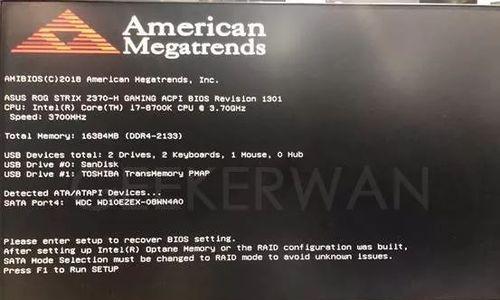 American
Megatrends
AMIBIOS(C)2018 American Megatrends, Inc.
ASUS ROG STRIX Z370-H GAMING ACPI BIOS Revision 1301
CPU: Intel(R) Core(TM) i7-8700K CPU @ 3.70GHz
Speed: 3700MHz
Total Memory: 16384MB (DDR4-2133)
USB Devices total: 2 Drives, 2 Keyboards, 1 Mouse, 0 Hub
USB Drive #0: SanDisk
USB Drive #1: TOSHIBA TransMemory PMAP
Detected ATA/ATAPI Devices...
SATA Port4: WDC WD10EZEX-08WN4A0
GEEKERWAN
Please enter setup to recover BIOS setting.
After setting up Intel(R) Optane Memory or the RAID configuration was built,
SATA Mode Selection must be changed to RAID mode to avoid unknown issues.
Press F1 to Run SETUP